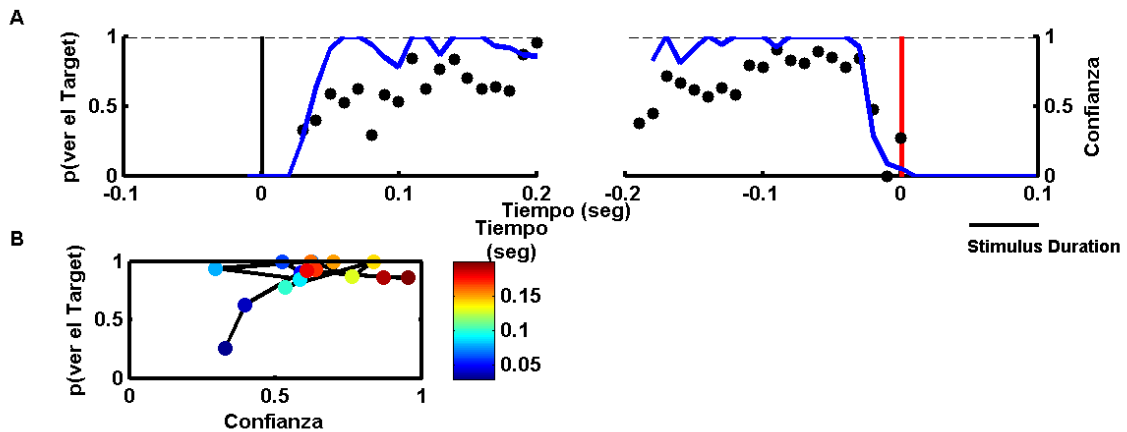 A
p(ver el Target)
1
0.5
0
-0.1
0
0.1
0.2
-0.2
-0.1
0
0.1
1
0.5
0
Confianza
Tiempo (seg)
Stimulus Duration
B
p(ver el Target)
1
0.5
0
0
0.5
1
Confianza
Tiempo
(seg)
0.15
0.1
0.05